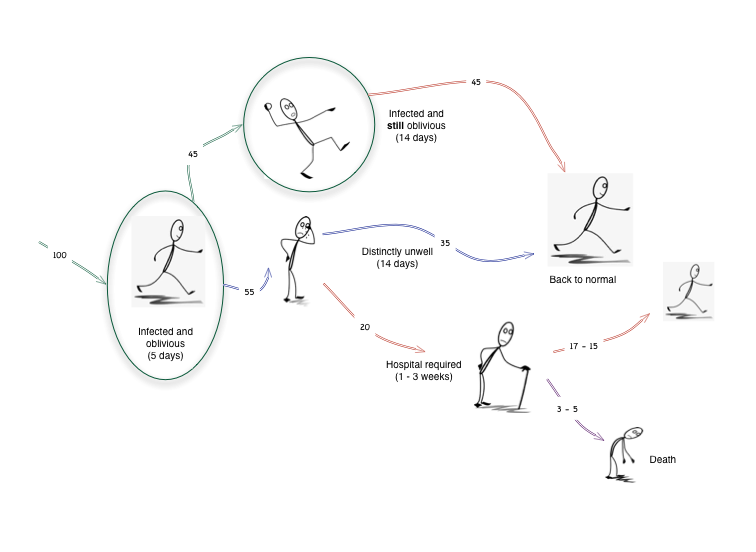 45
Infected and
still oblivious
(14 days)
45
100
Infected and
oblivious
(5 days)
55
35
Distinctly unwell
(14 days)
Back to normal
20
Hospital required
(1 - 3 weeks)
17 - 15
3 - 5
Death